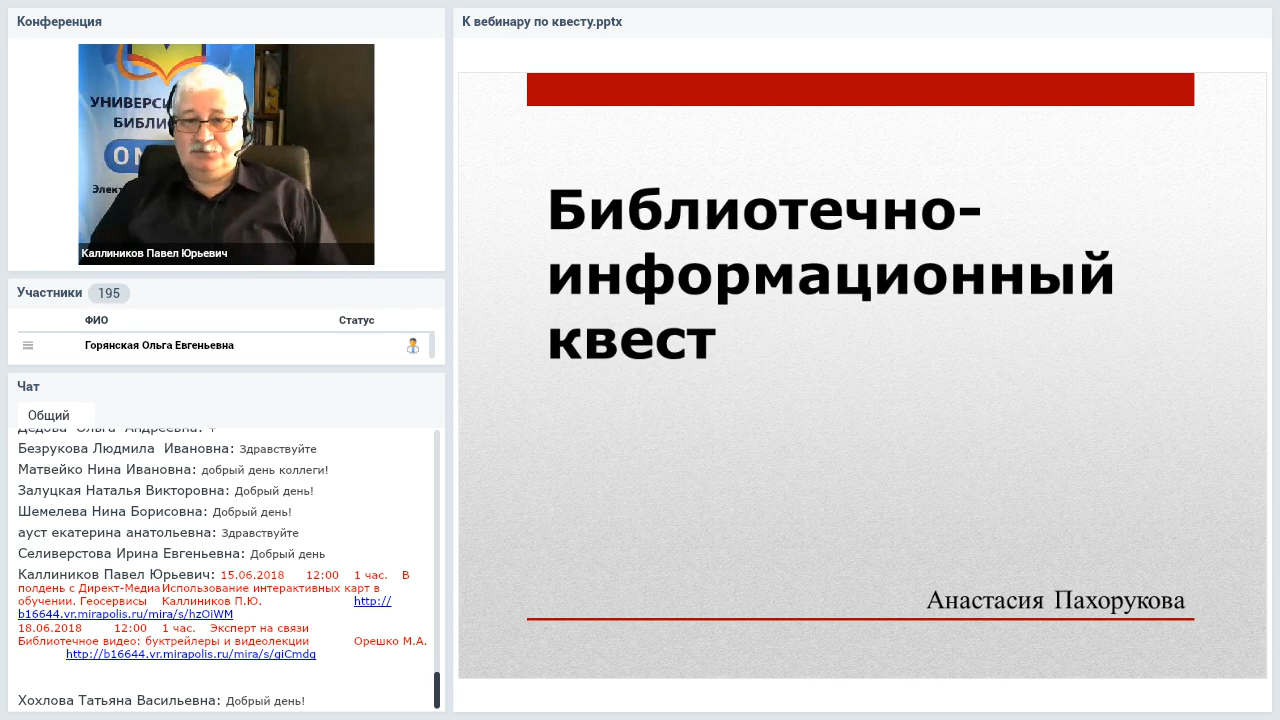 Конференция
УНИВЕРСИ
БИБЛИ
Каллиников Павел Юрьевич
Участники 195
ФИО Статус
Горянская Ольга Евгеньевна
Чат
Общий
Дедова Ольга Андреевна: +
Безрукова Людмила Ивановна: Здравствуйте
Матвейко Нина Ивановна: добрый день коллеги!
Залуцкая Наталья Викторовна: Добрый день!
Шемелева Нина Борисовна: Добрый день!
ауст екатерина анатольевна: Здравствуйте
Селиверстова Ирина Евгеньевна: Добрый день
Каллиников Павел Юрьевич: 15.06.2018 12:00 1 час. В
полдень с Директ-Медиа Использование интерактивных карт в
обучении. Геосервисы Каллиников П.Ю. http://
b16644.vr.mirapolis.ru/mira/s/hzOiWM
18.06.2018 12:00 1 час. Эксперт на связи
Библиотечное видео: буктрейлеры и видеолекции Орешко М.А.
http://b16644.vr.mirapolis.ru/mira/s/giCmdg
Хохлова Татьяна Васильевна: Добрый день!
К вебинару по квесту.pptx
Библиотечно-
информационный
квест
Анастасия Пахорукова